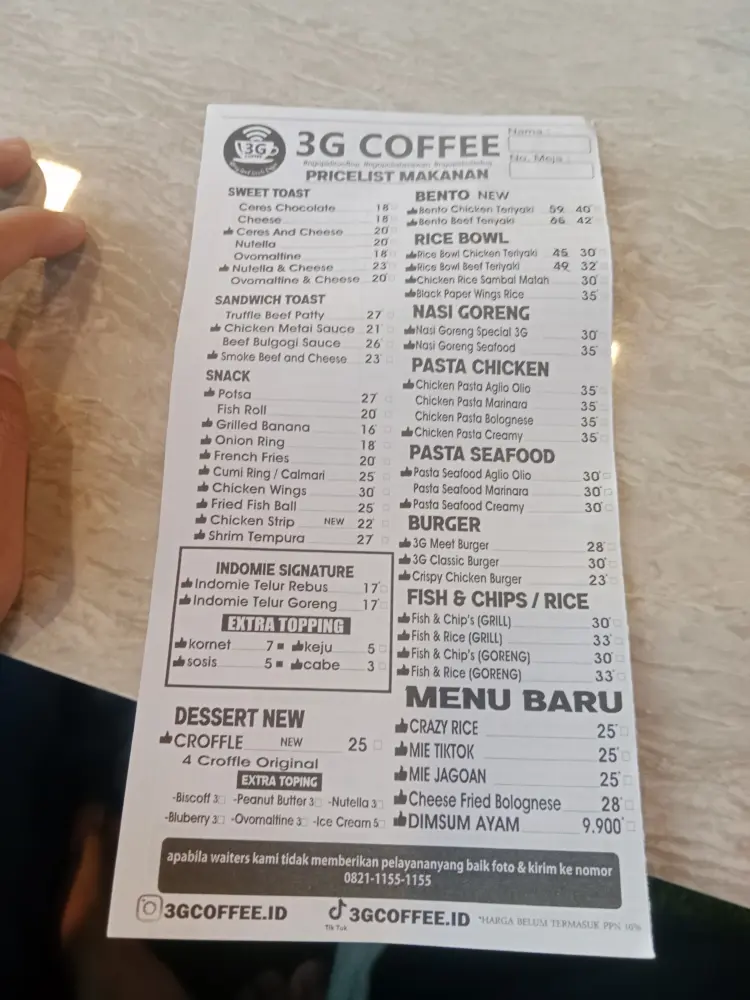 3G COFFEE
3G COFFEE
PRICELIST MAKANAN
Nama :
No. Meja :
SWEET TOAST
Ceres Chocolate 18
Cheese 18
Ceres And Cheese 20
Nutella 20
Ovomaltine 18
Nutella & Cheese 23
Ovomaltine & Cheese 20
SANDWICH TOAST
Truffle Beef Patty 27
Chicken Metai Sauce 21
Beef Bulgogi Sauce 26
Smoke Beef and Cheese 23
SNACK
Potsa 27
Fish Roll 20
Grilled Banana 16
Onion Ring 18
French Fries 20
Cumi Ring / Calmari 25
Chicken Wings 30
Fried Fish Ball 25
Chicken Strip NEW 22
Shrim Tempura 27
INDOMIE SIGNATURE
Indomie Telur Rebus 17
Indomie Telur Goreng 17
EXTRA TOPPING
kornet 7 keju 5
sosis 5 cabe 3
DESSERT NEW
CROFFLE NEW 25
4 Croffle Original
EXTRA TOPING
-Biscoff 3 -Peanut Butter 3 -Nutella 3
-Bluberry 3 -Ovomaltine 3 -Ice Cream 5
BENTO NEW
Bento Chicken Teriyaki 59 40
Bento Beef Teriyaki 66 42
RICE BOWL
Rice Bowl Chicken Teriyaki 45 30
Rice Bowl Beef Teriyaki 49 32
Chicken Rice Sambal Matah 30
Black Paper Wings Rice 35
NASI GORENG
Nasi Goreng Special 3G 30
Nasi Goreng Seafood 35
PASTA CHICKEN
Chicken Pasta Aglio Olio 35
Chicken Pasta Marinara 35
Chicken Pasta Bolognese 35
Chicken Pasta Creamy 35
PASTA SEAFOOD
Pasta Seafood Aglio Olio 30
Pasta Seafood Marinara 30
Pasta Seafood Creamy 30
BURGER
3G Meet Burger 28
3G Classic Burger 30
Crispy Chicken Burger 23
FISH & CHIPS / RICE
Fish & Chip's (GRILL) 30
Fish & Rice (GRILL) 33
Fish & Chip's (GORENG) 30
Fish & Rice (GORENG) 33
MENU BARU
CRAZY RICE 25
MIE TIKTOK 25
MIE JAGOAN 25
Cheese Fried Bolognese 28
DIMSUM AYAM 9.900
apabila waiters kami tidak memberikan pelayananyang baik foto & kirim ke nomor
0821-1155-1155
3GCOFFEE.ID
Tik Tok
3GCOFFEE.ID
*HARGA BELUM TERMASUK PPN 10%